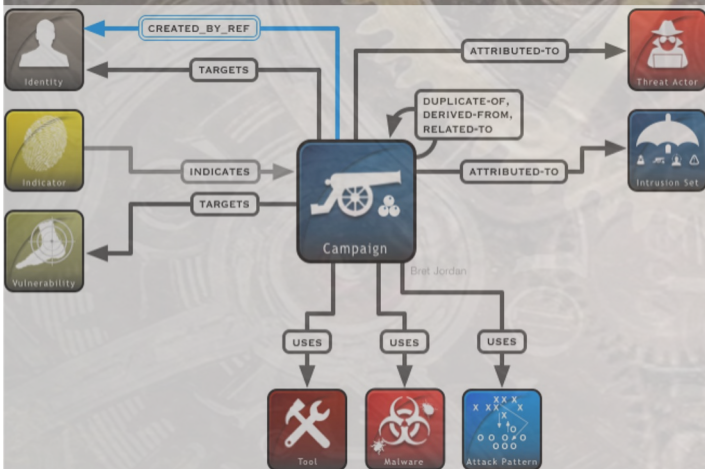 CREATED_BY_REF
ATTRIBUTED-TO
Identity
TARGETS
Threat Actor
DUPLICATE-OF,
DERIVED-FROM,
RELATED-TO
INDICATES
ATTRIBUTED-TO
Indicator
Intrusion Set
TARGETS
Campaign
Vulnerability
Bret Jordan
USES
USES
USES
X X X
X X X
X
O
O O O
O O O
Tool
Malware
Attack Pattern